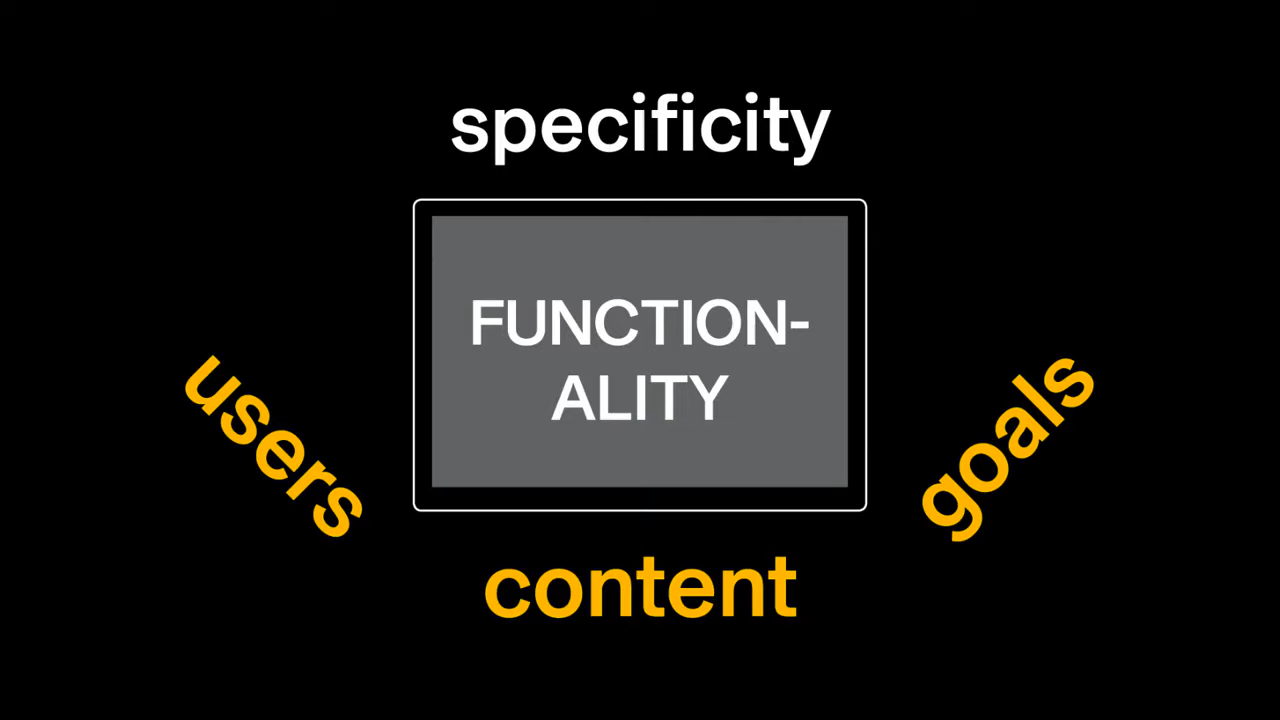 specificity
FUNCTION-
ALITY
users
goals
content